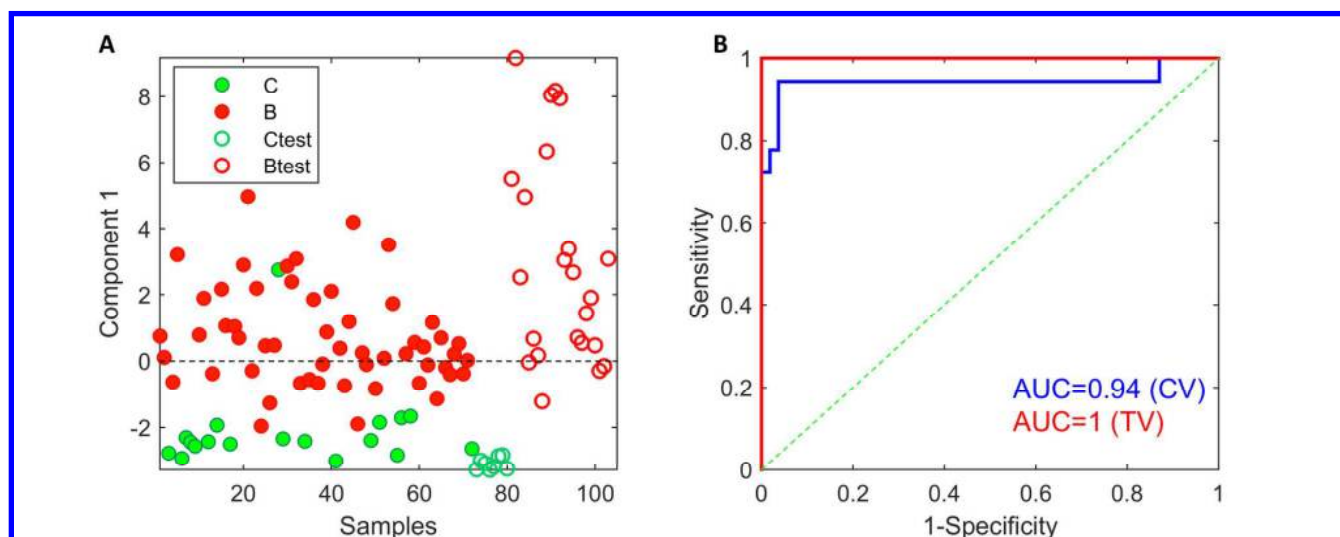 A
C
B
Ctest
Btest
8
6
4
2
0
-2
Component 1
20
40
60
80
100
Samples
B
1
0.8
0.6
0.4
0.2
0
Sensitivity
AUC=0.94 (CV)
AUC=1 (TV)
0
0.2
0.4
0.6
0.8
1
1-Specificity